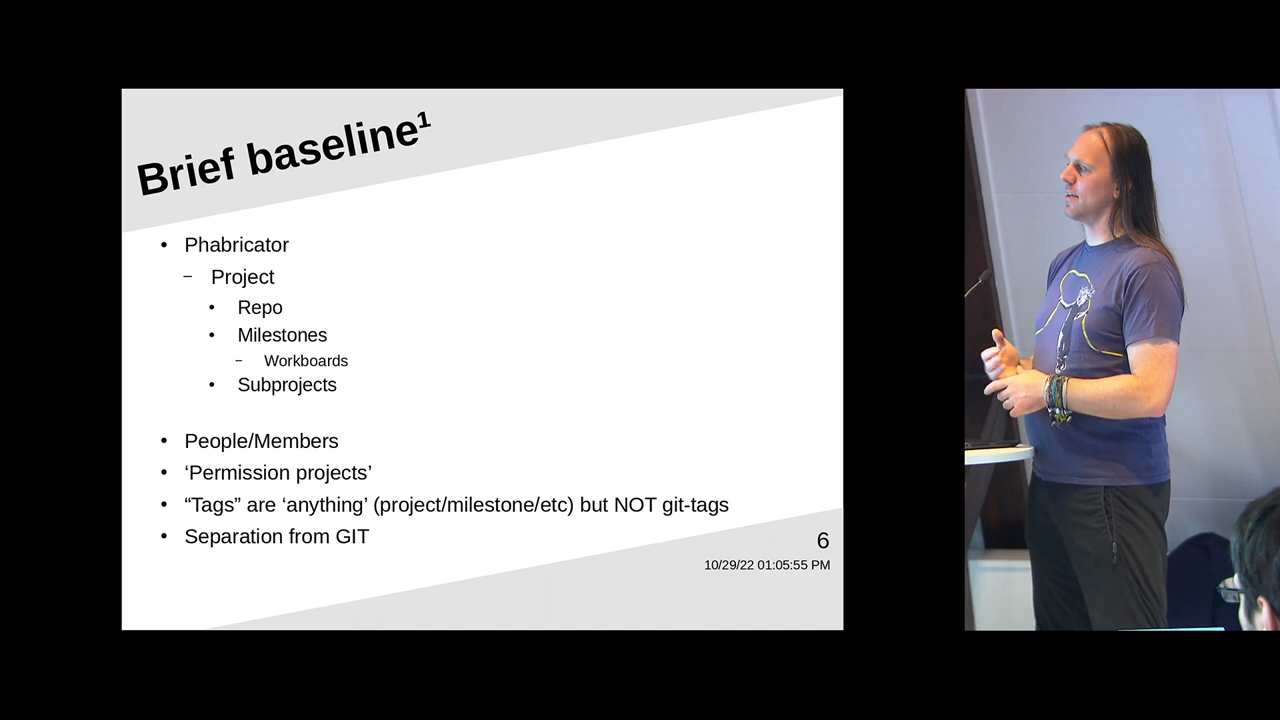 Brief baseline¹
• Phabricator
– Project
• Repo
• Milestones
– Workboards
• Subprojects
• People/Members
• ‘Permission projects’
• “Tags” are ‘anything’ (project/milestone/etc) but NOT git-tags
• Separation from GIT
6
10/29/22 01:05:55 PM